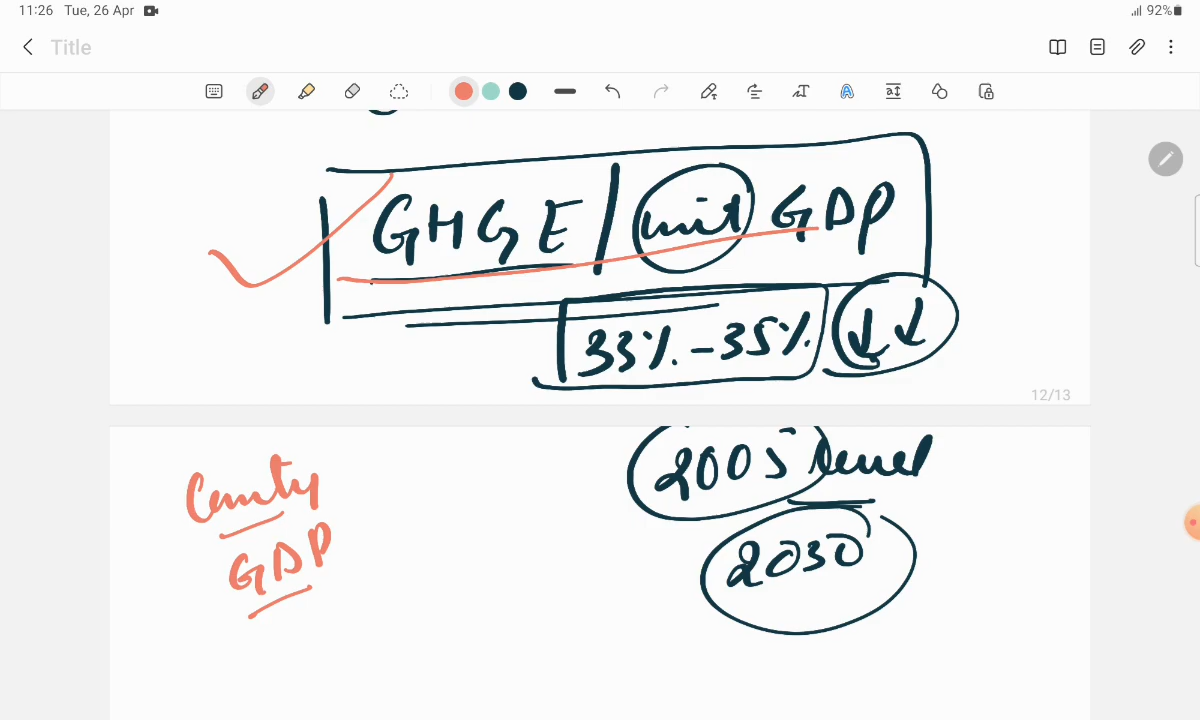 11:26 Tue, 26 Apr 92%
Title
GHGE/unit GDP
33%.-35%. ↓↓
12/13
2005 level
2030
GDP